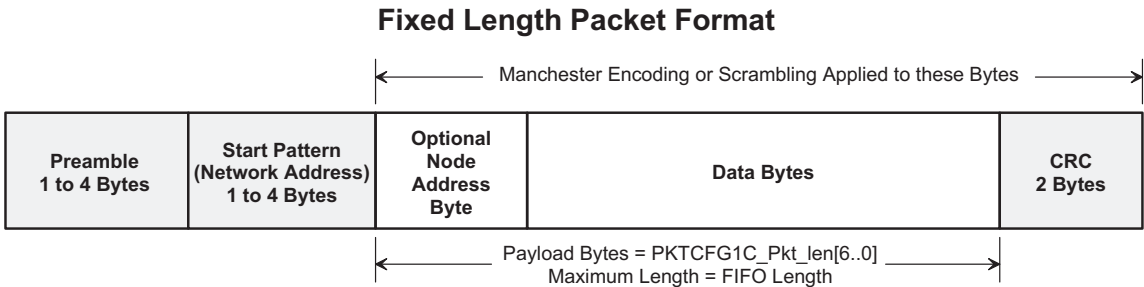 Fixed Length Packet Format
Manchester Encoding or Scrambling Applied to these Bytes
Preamble
1 to 4 Bytes
Start Pattern
(Network Address)
1 to 4 Bytes
Optional
Node
Address
Byte
Data Bytes
CRC
2 Bytes
Payload Bytes = PKTCFG1C_Pkt_len[6..0]
Maximum Length = FIFO Length